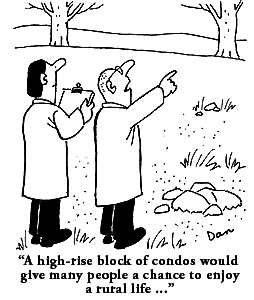 Dan
“A high-rise block of condos would
give many people a chance to enjoy
a rural life ...”